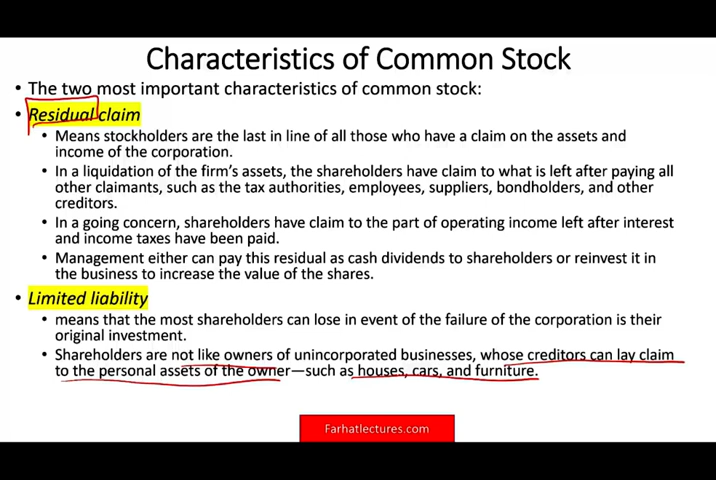 Characteristics of Common Stock
• The two most important characteristics of common stock:
• Residual claim
• Means stockholders are the last in line of all those who have a claim on the assets and
income of the corporation.
• In a liquidation of the firm's assets, the shareholders have claim to what is left after paying all
other claimants, such as the tax authorities, employees, suppliers, bondholders, and other
creditors.
• In a going concern, shareholders have claim to the part of operating income left after interest
and income taxes have been paid.
• Management either can pay this residual as cash dividends to shareholders or reinvest it in
the business to increase the value of the shares.
• Limited liability
• means that the most shareholders can lose in event of the failure of the corporation is their
original investment.
• Shareholders are not like owners of unincorporated businesses, whose creditors can lay claim
to the personal assets of the owner—such as houses, cars, and furniture.
Farhatlectures.com